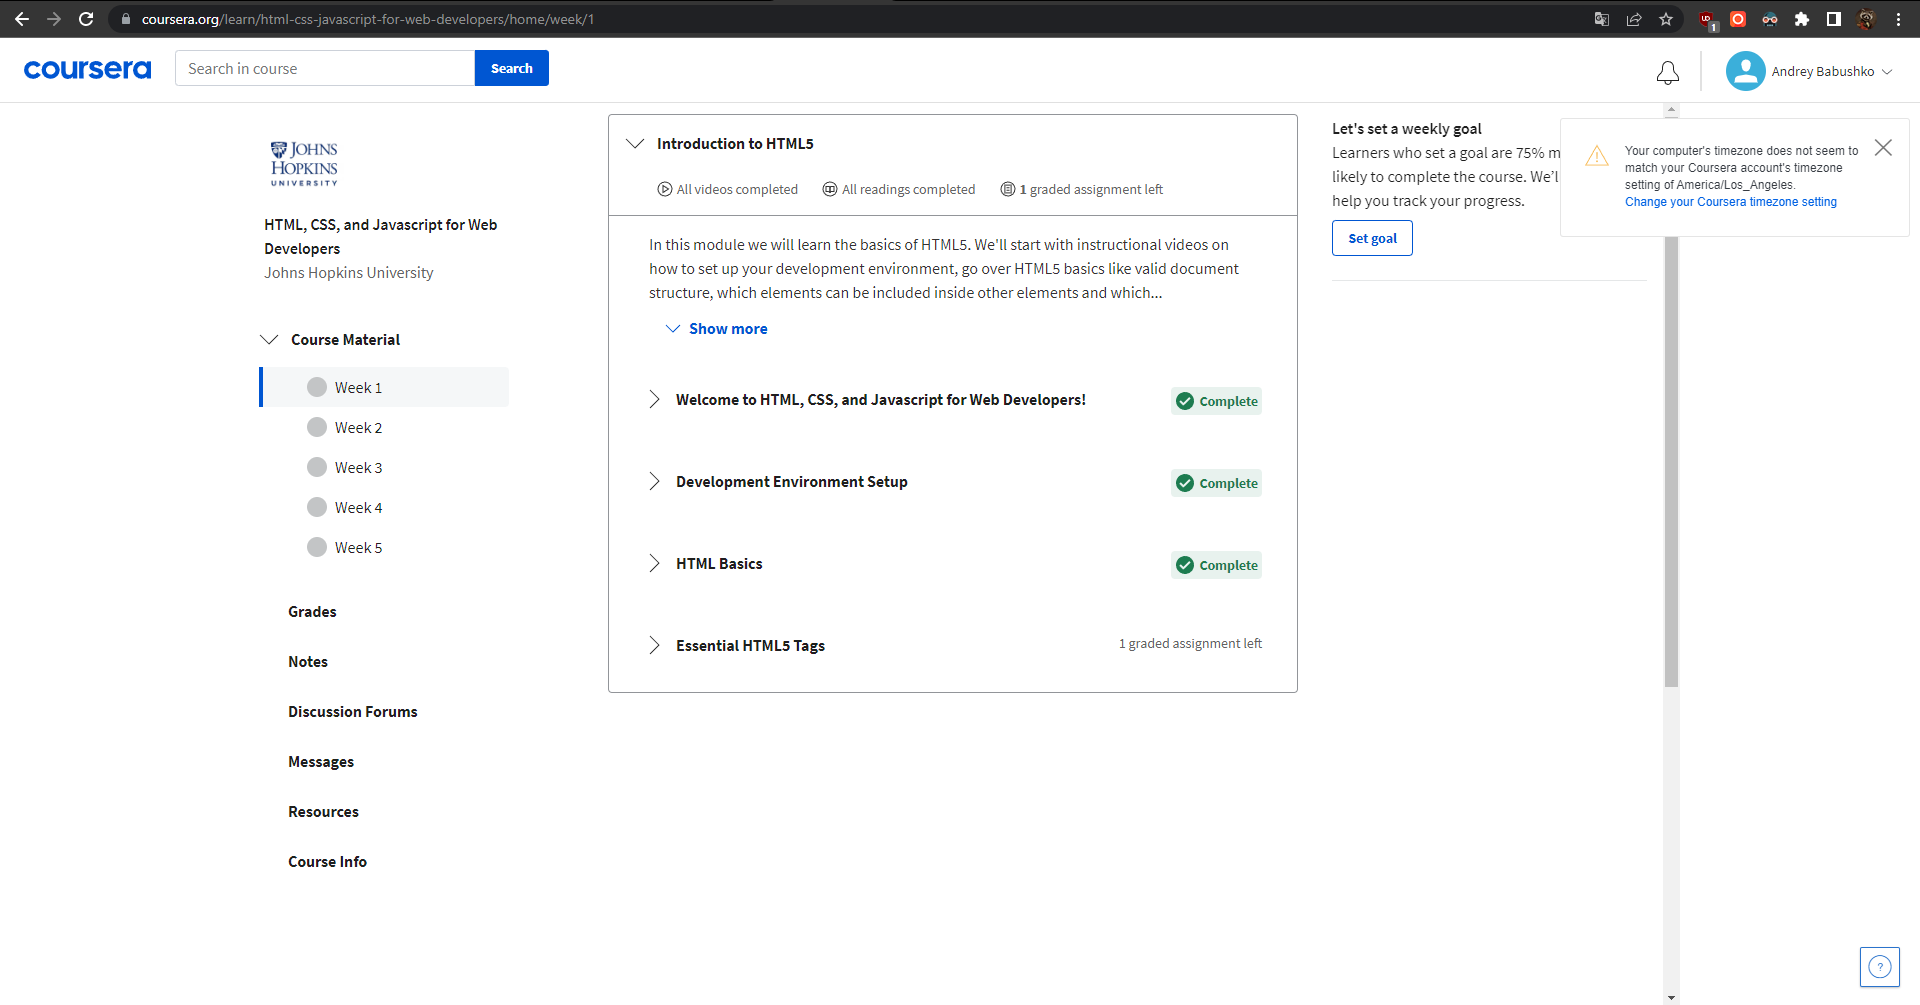 coursera.org/learn/html-css-javascript-for-web-developers/home/week/1
1
coursera
Search in course
Search
Andrey Babushko
JOHNS
HOPKINS
UNIVERSITY
HTML, CSS, and Javascript for Web
Developers
Johns Hopkins University
Course Material
Week 1
Week 2
Week 3
Week 4
Week 5
Grades
Notes
Discussion Forums
Messages
Resources
Course Info
Introduction to HTML5
All videos completed
All readings completed
1 graded assignment left
In this module we will learn the basics of HTML5. We'll start with instructional videos on
how to set up your development environment, go over HTML5 basics like valid document
structure, which elements can be included inside other elements and which...
Show more
Welcome to HTML, CSS, and Javascript for Web Developers!
Complete
Development Environment Setup
Complete
HTML Basics
Complete
Essential HTML5 Tags
1 graded assignment left
Let's set a weekly goal
Learners who set a goal are 75% m
likely to complete the course. We'l
help you track your progress.
Set goal
Your computer's timezone does not seem to
match your Coursera account's timezone
setting of America/Los_Angeles.
Change your Coursera timezone setting
?